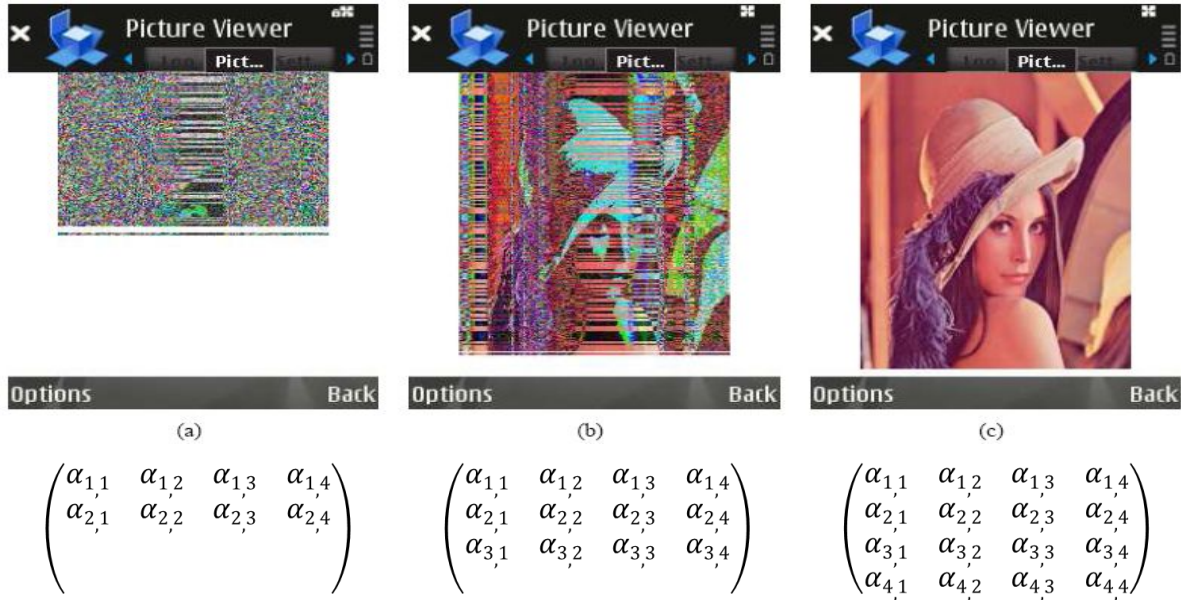 Picture Viewer
Pict...
Options Back
(a)
α1,1 α1,2 α1,3 α1,4
α2,1 α2,2 α2,3 α2,4
Picture Viewer
Pict...
Options Back
(b)
α1,1 α1,2 α1,3 α1,4
α2,1 α2,2 α2,3 α2,4
α3,1 α3,2 α3,3 α3,4
Picture Viewer
Pict...
Options Back
(c)
α1,1 α1,2 α1,3 α1,4
α2,1 α2,2 α2,3 α2,4
α3,1 α3,2 α3,3 α3,4
α4,1 α4,2 α4,3 α4,4